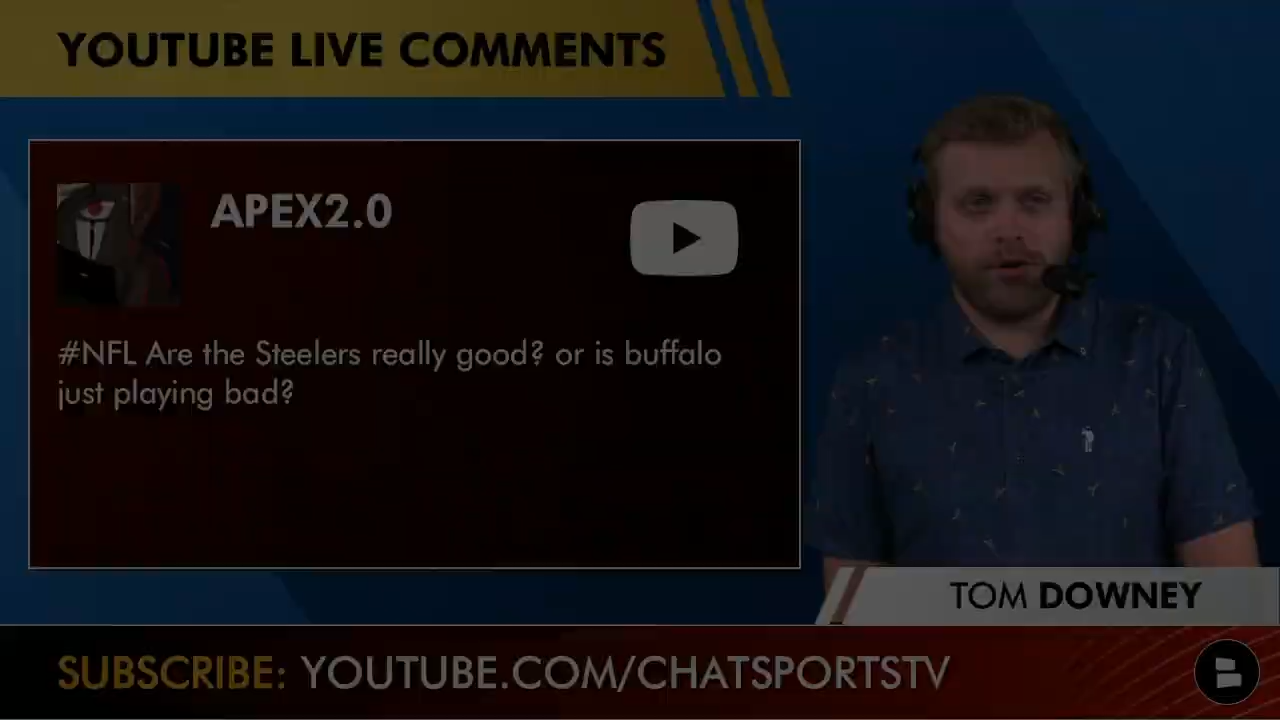 YOUTUBE LIVE COMMENTS
APEX2.0
#NFL Are the Steelers really good? or is buffalo
just playing bad?
TOM DOWNEY
SUBSCRIBE: YOUTUBE.COM/CHATSPORTSTV